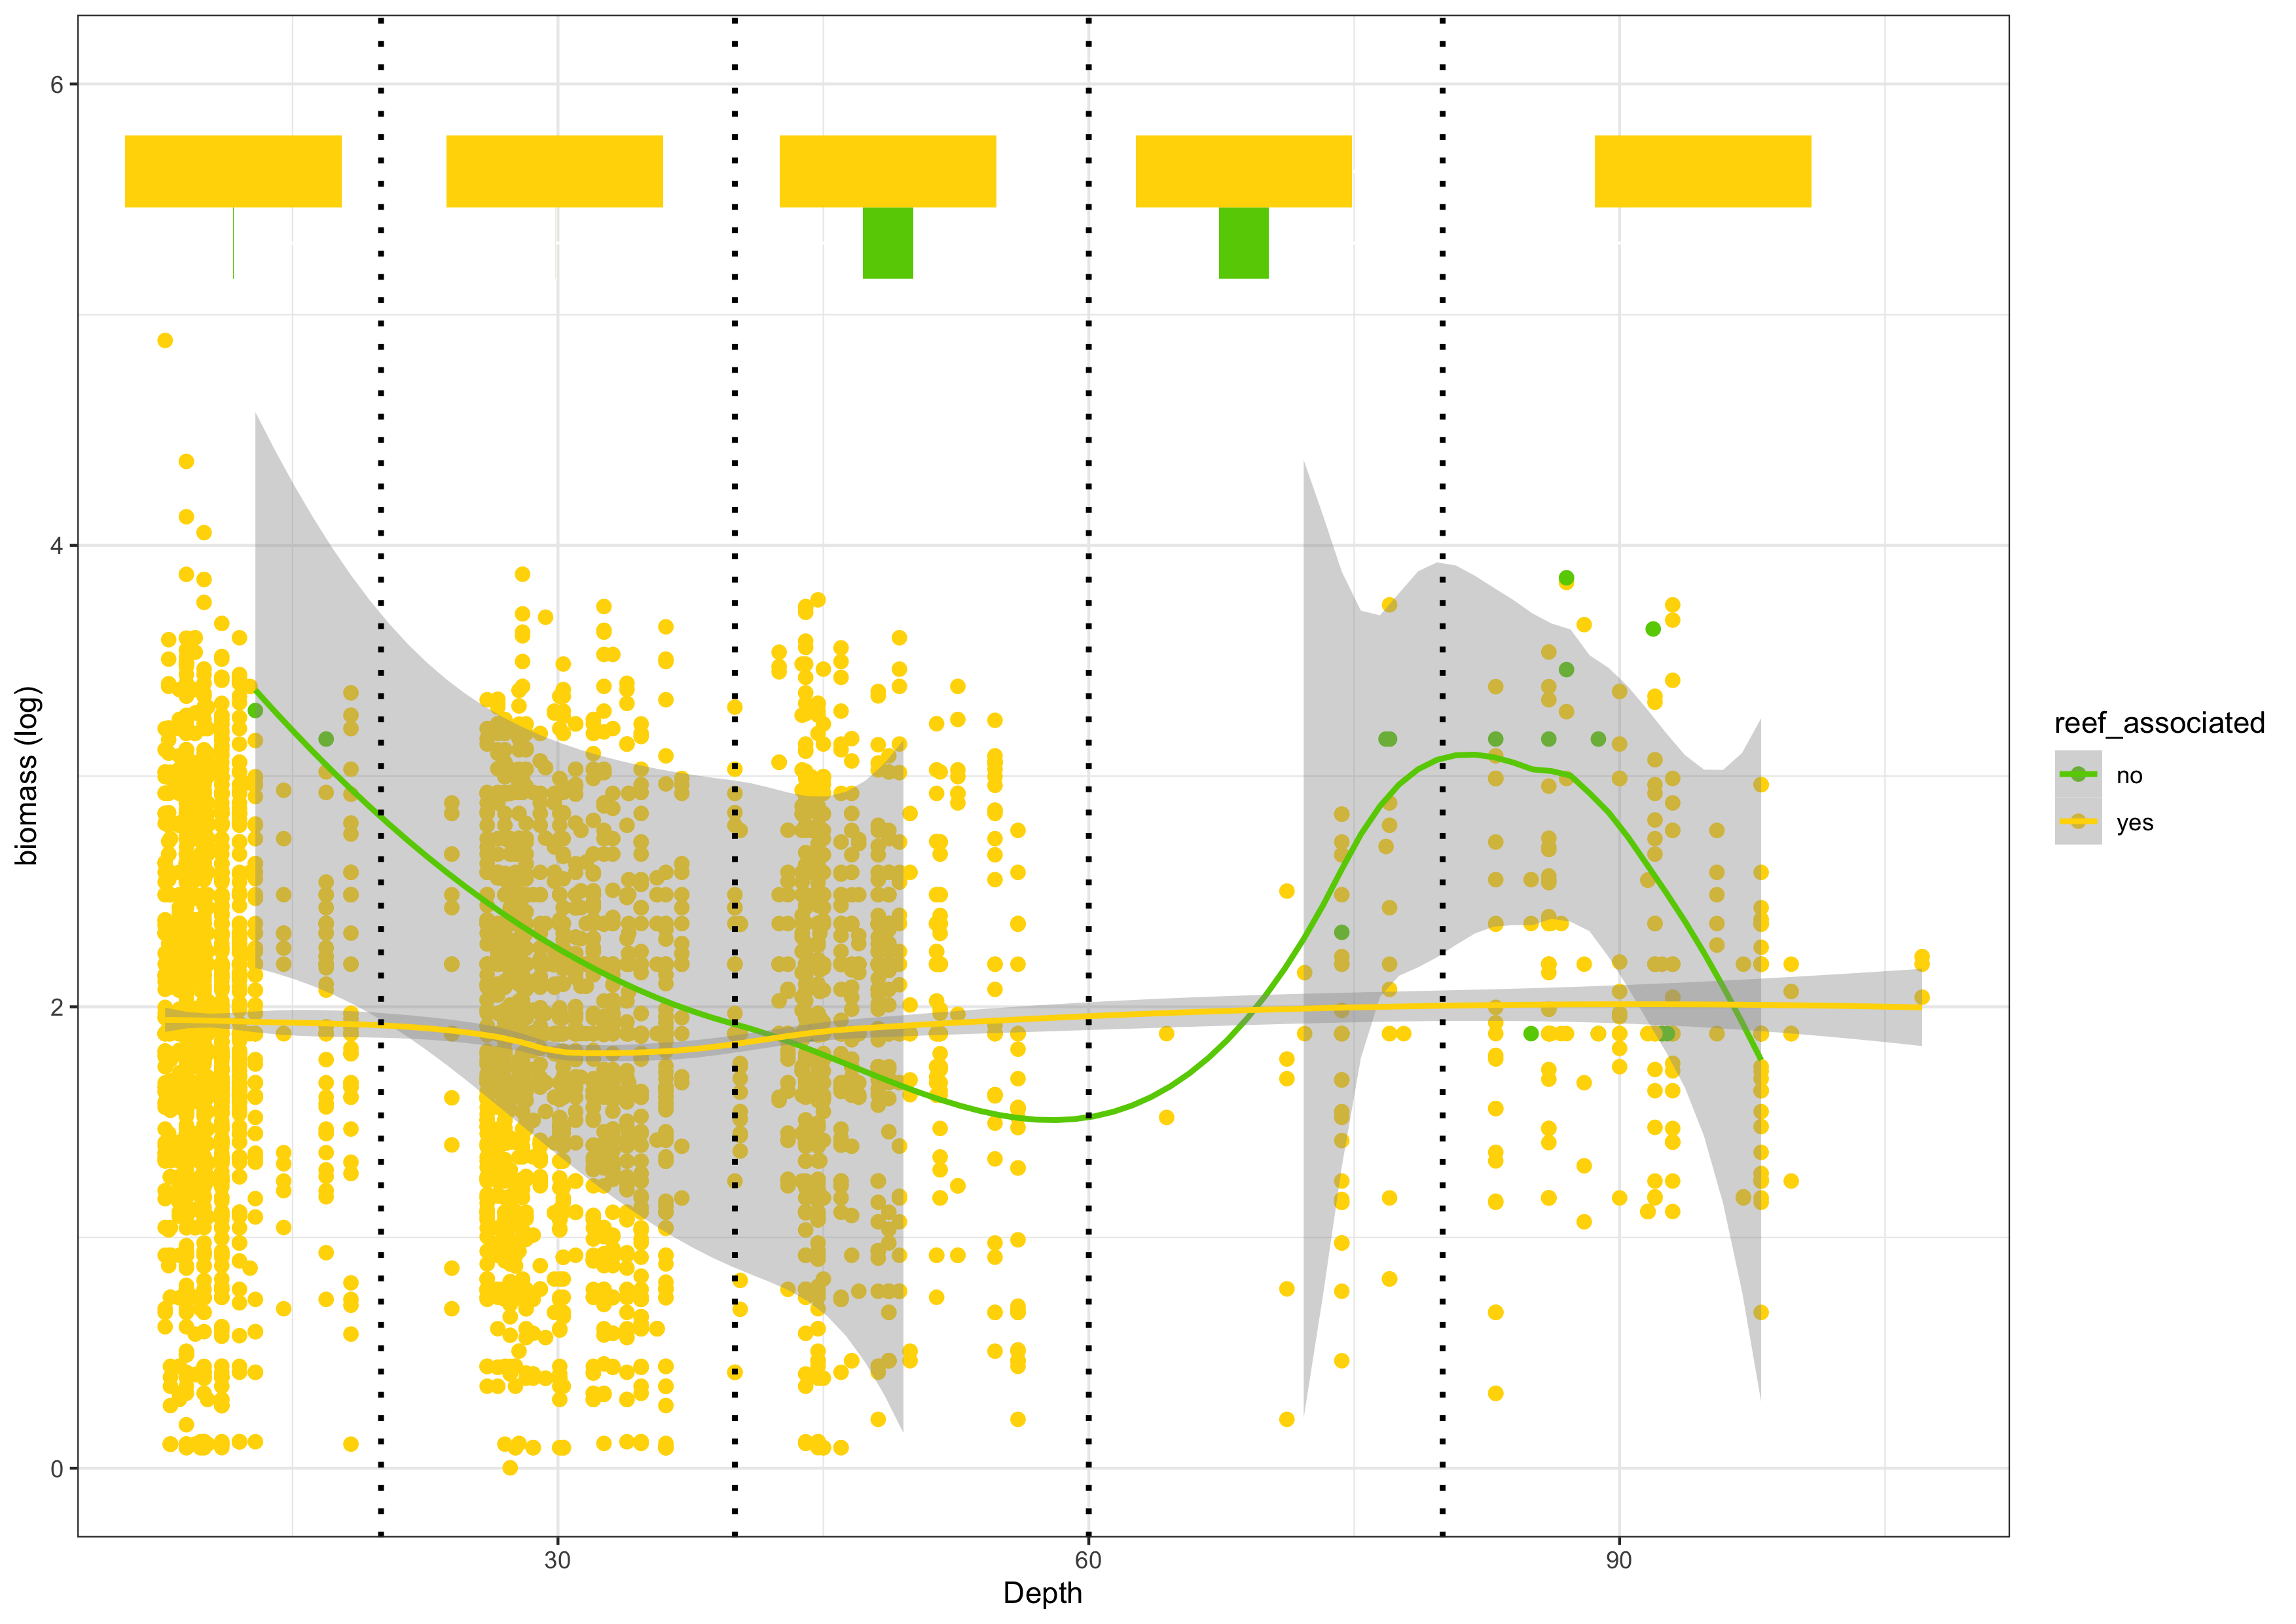 6
4
2
0
biomass (log)
30
60
90
Depth
reef_associated
no
yes